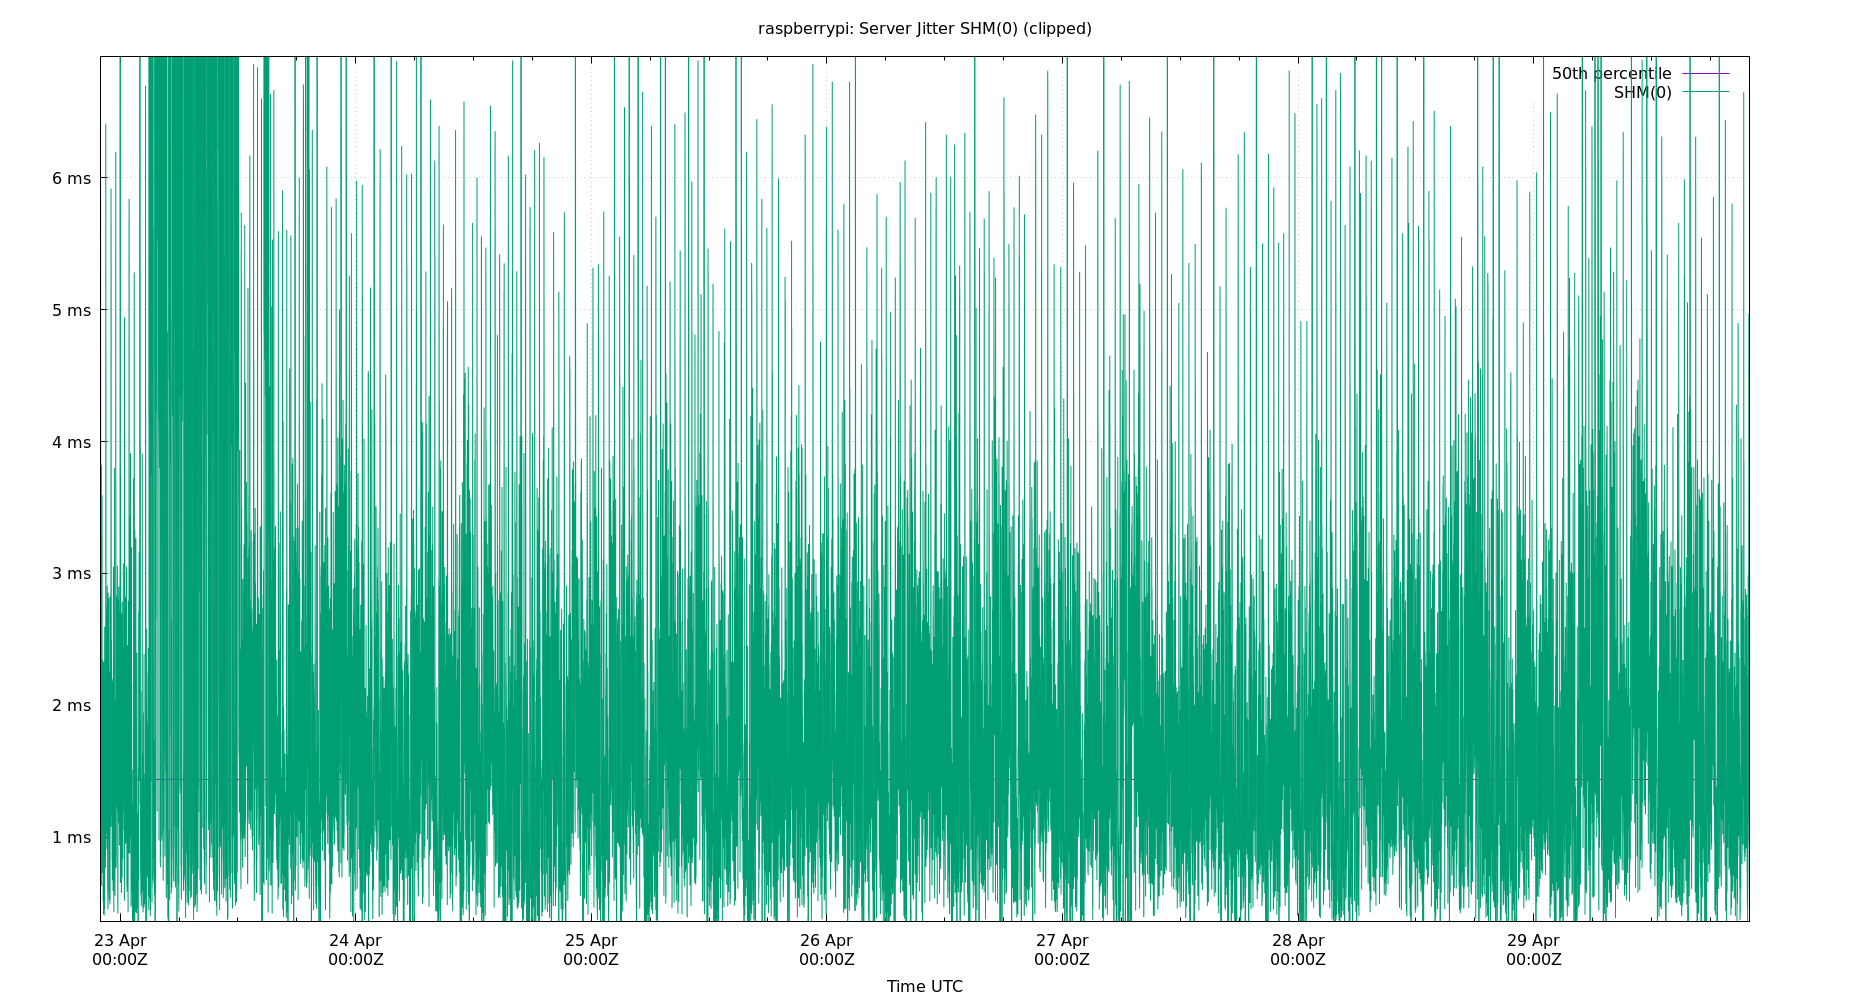 raspberrypi: Server Jitter SHM(0) (clipped)
50th percentile
SHM(0)
6 ms
5 ms
4 ms
3 ms
2 ms
1 ms
23 Apr 24 Apr 25 Apr 26 Apr 27 Apr 28 Apr 29 Apr
00:00Z 00:00Z 00:00Z 00:00Z 00:00Z 00:00Z 00:00Z
Time UTC